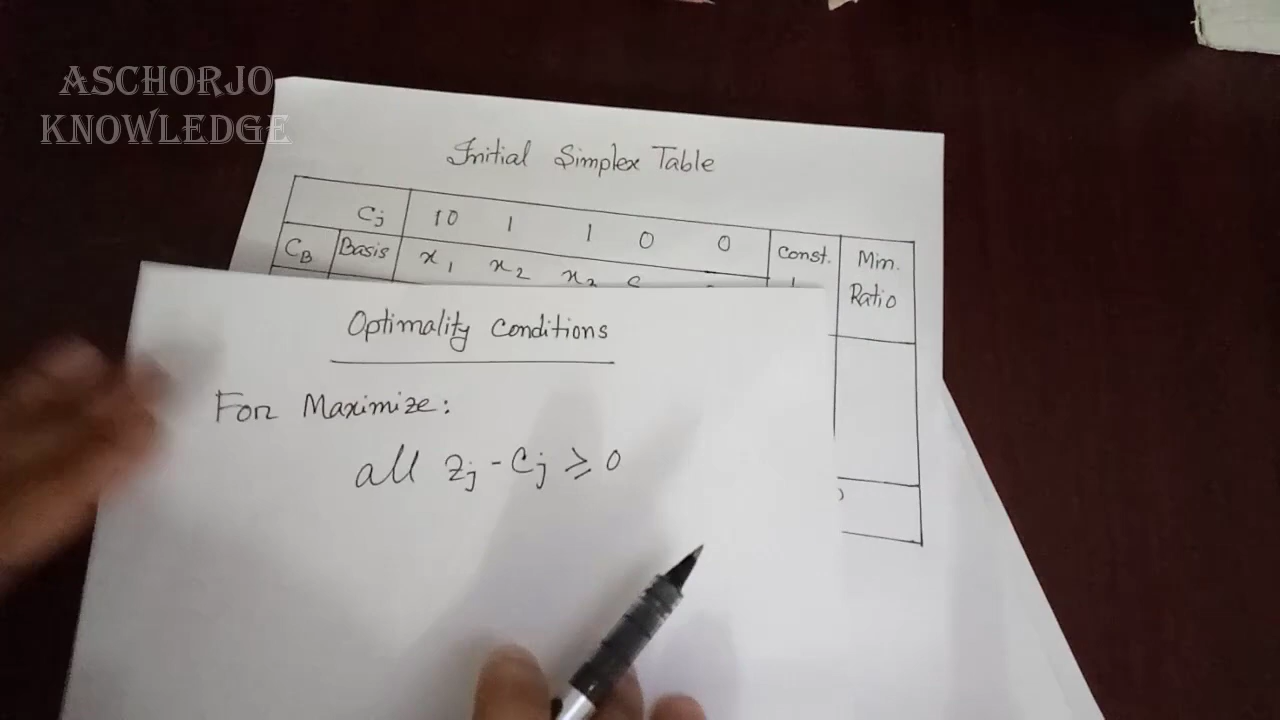 ASCHORJO
KNOWLEDGE
Initial Simplex Table
Cj 10 1 1 0 0
CB Basis x1 x2 Const. Min.
Ratio
Optimality Conditions
For Maximize:
all Zj - Cj ≥ 0